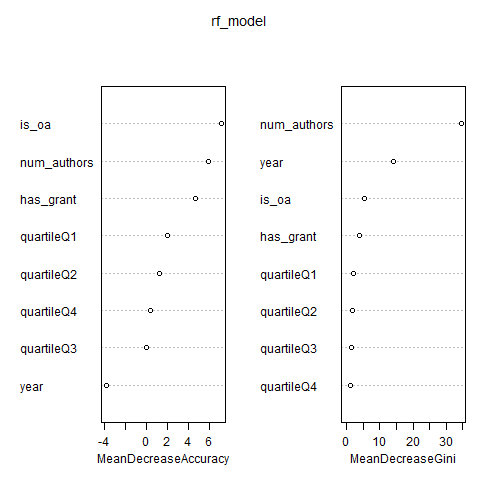 rf_model
is_oa
num_authors
has_grant
quartileQ1
quartileQ2
quartileQ4
quartileQ3
year
-4 0 2 4 6
MeanDecreaseAccuracy
num_authors
year
is_oa
has_grant
quartileQ1
quartileQ2
quartileQ3
quartileQ4
0 10 20 30
MeanDecreaseGini